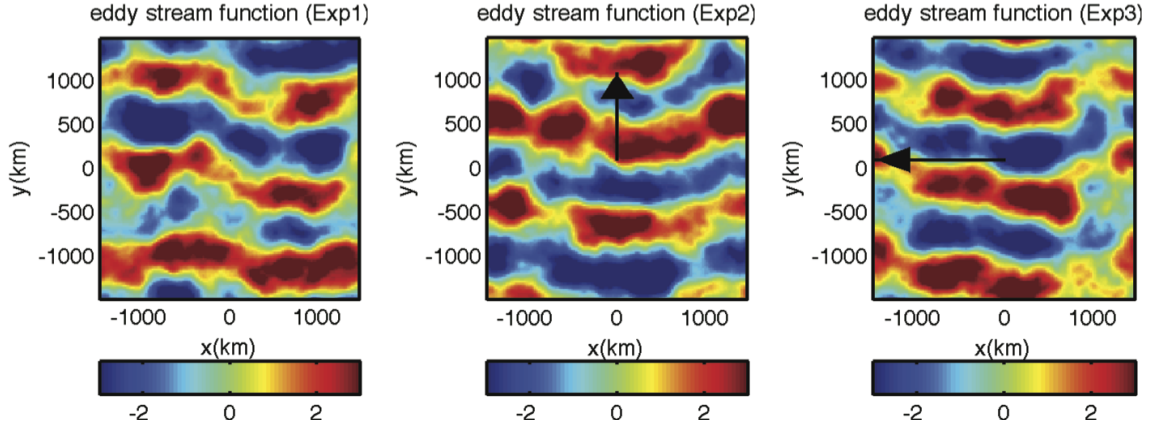 eddy stream function (Exp1)
1000
500
0
-500
-1000
y(km)
-1000 0 1000
x(km)
-2 0 2
eddy stream function (Exp2)
1000
500
0
-500
-1000
y(km)
-1000 0 1000
x(km)
-2 0 2
eddy stream function (Exp3)
1000
500
0
-500
-1000
y(km)
-1000 0 1000
x(km)
-2 0 2